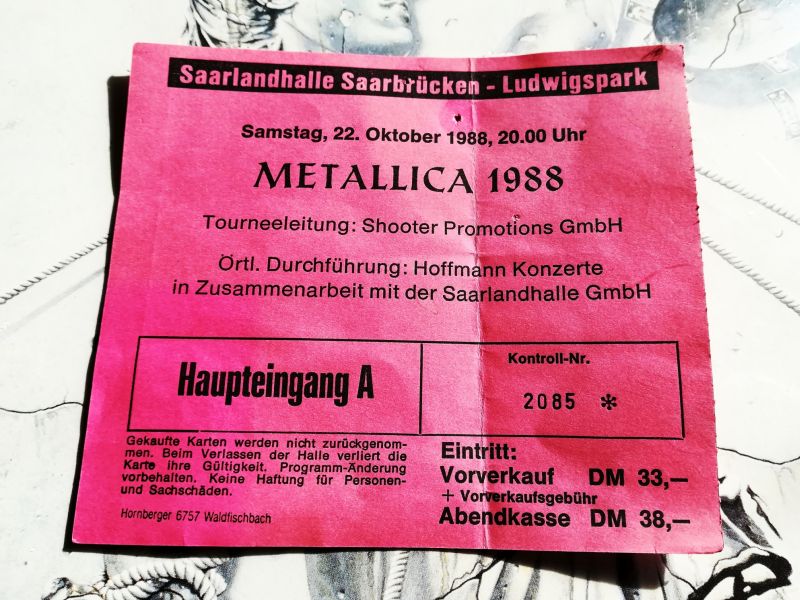 Saarlandhalle Saarbrücken - Ludwigspark
Samstag, 22. Oktober 1988, 20.00 Uhr
METALLICA 1988
Tourneeleitung: Shooter Promotions GmbH
Örtl. Durchführung: Hoffmann Konzerte
in Zusammenarbeit mit der Saarlandhalle GmbH
Haupteingang A
Kontroll-Nr.
2085 *
Gekaufte Karten werden nicht zurückgenom-
men. Beim Verlassen der Halle verliert die
Karte ihre Gültigkeit. Programm-Änderung
vorbehalten. Keine Haftung für Personen-
und Sachschäden.
Hornberger 6757 Waldfischbach
Eintritt:
Vorverkauf DM 33,—
+ Vorverkaufsgebühr
Abendkasse DM 38,—